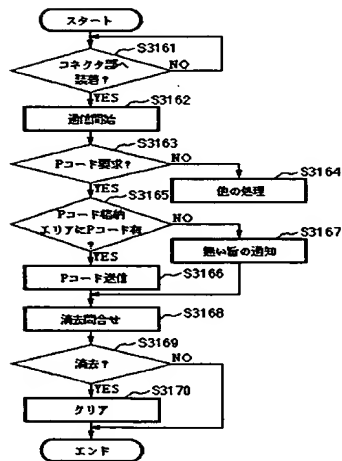 スタート
S3161
コネクタ部へ
装着？
NO
YES
S3162
通信開始
S3163
Pコード要求？
NO
YES
S3164
他の処理
S3165
Pコード格納
エリアにPコード有
？
NO
YES
S3167
無い旨の通知
Pコード送信
S3166
消去問合せ
S3168
S3169
消去？
NO
YES
S3170
クリア
エンド